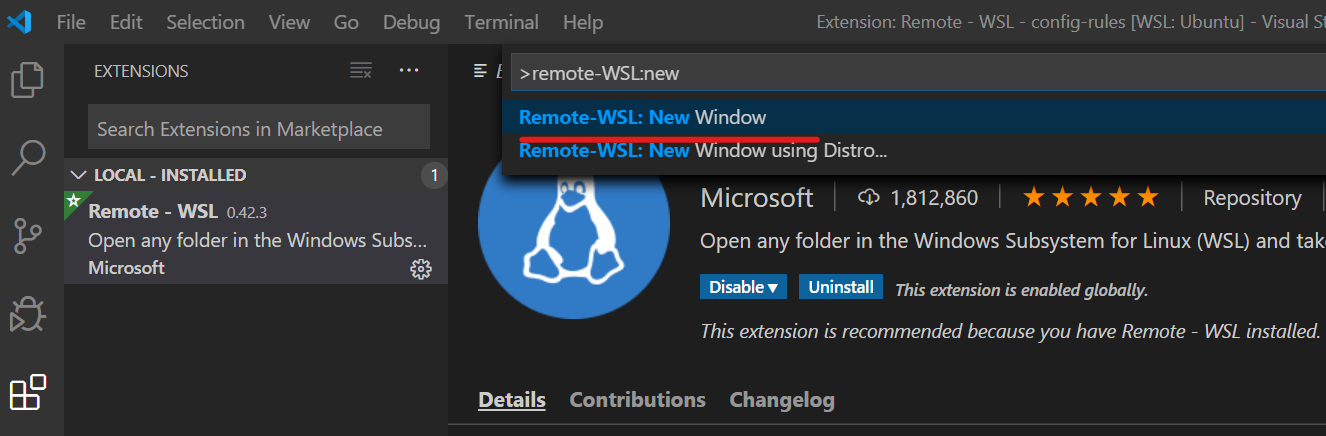 File Edit Selection View Go Debug Terminal Help Extension: Remote - WSL - config-rules [WSL: Ubuntu] - Visual St
EXTENSIONS
>remote-WSL:new
Search Extensions in Marketplace
Remote-WSL: New Window
Remote-WSL: New Window using Distro...
LOCAL - INSTALLED 1
Remote - WSL 0.42.3
Open any folder in the Windows Subs...
Microsoft
Microsoft 1,812,860 Repository
Open any folder in the Windows Subsystem for Linux (WSL) and take
Disable Uninstall This extension is enabled globally.
This extension is recommended because you have Remote - WSL installed.
Details Contributions Changelog